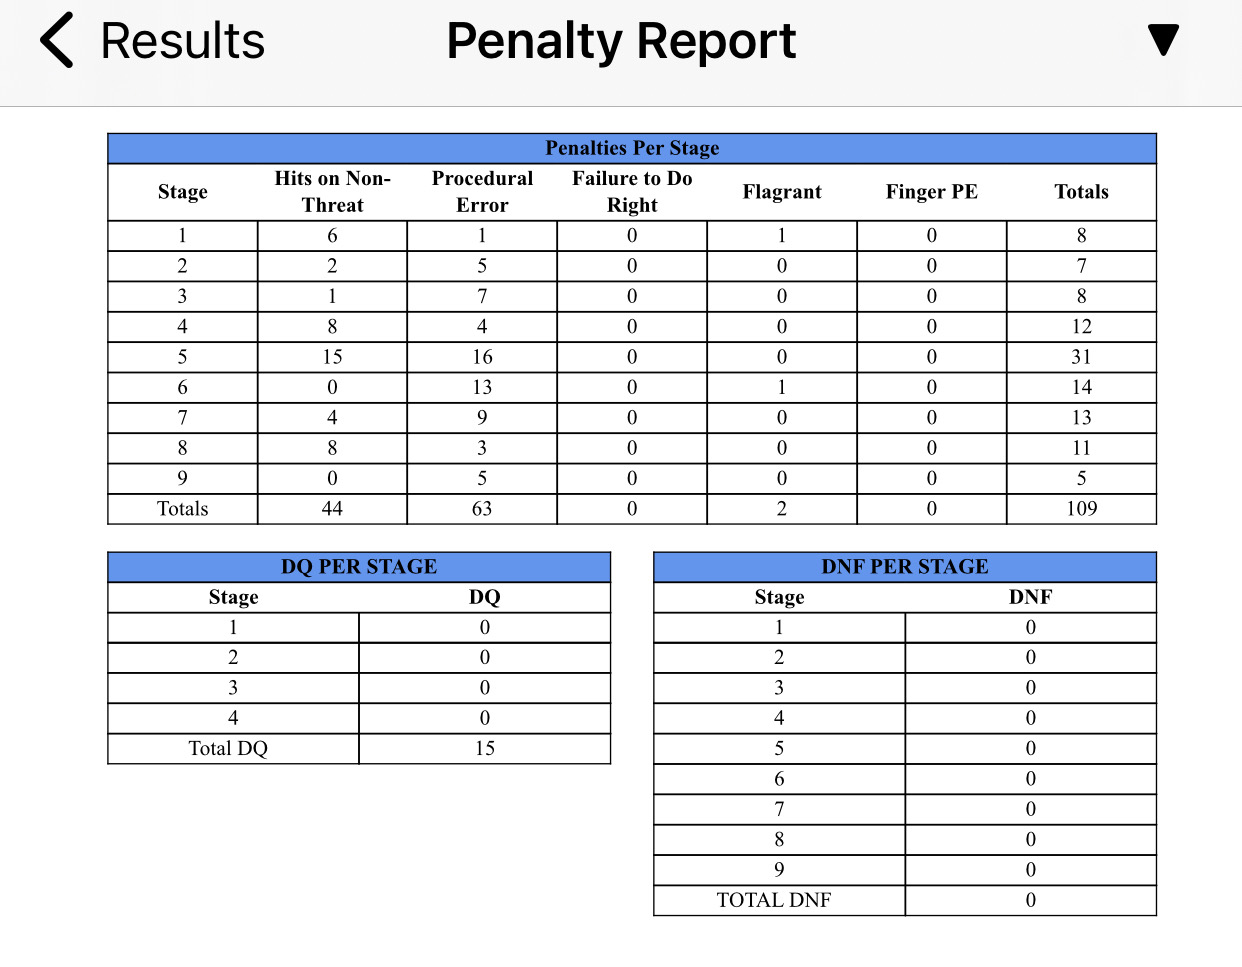 Results Penalty Report
Penalties Per Stage
Stage Hits on Non-Threat Procedural Error Failure to Do Right Flagrant Finger PE Totals
1 6 1 0 1 0 8
2 2 5 0 0 0 7
3 1 7 0 0 0 8
4 8 4 0 0 0 12
5 15 16 0 0 0 31
6 0 13 0 1 0 14
7 4 9 0 0 0 13
8 8 3 0 0 0 11
9 0 5 0 0 0 5
Totals 44 63 0 2 0 109
DQ PER STAGE
Stage DQ
1 0
2 0
3 0
4 0
Total DQ 15
DNF PER STAGE
Stage DNF
1 0
2 0
3 0
4 0
5 0
6 0
7 0
8 0
9 0
TOTAL DNF 0